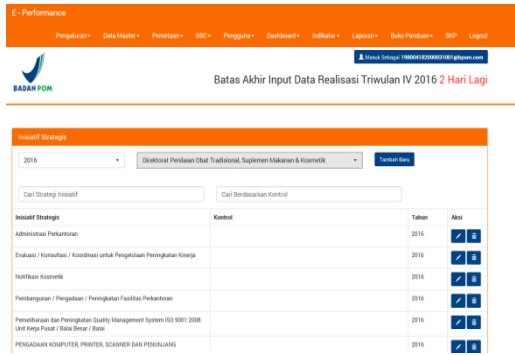 E - Performance
Pengaturan Data Master Pemetaan BSC Pengguna Dashboard Indikator Laporan Buku Panduan SKP Logout
Masuk Sebagai 198004182000031001@bpom.com
BADAN POM
Batas Akhir Input Data Realisasi Triwulan IV 2016 2 Hari Lagi
Inisiatif Strategis
2016 Direktorat Penilaian Obat Tradisional, Suplemen Makanan & Kosmetik Tambah Baru
Cari Strategi Inisiatif Cari Berdasarkan Kontrol
Inisiatif Strategis Kontrol Tahun Aksi
Administrasi Perkantoran 2016
Evaluasi / Konsultasi / Koordinasi untuk Pengelolaan Peningkatan Kinerja 2016
Notifikasi Kosmetik 2016
Pembangunan / Pengadaan / Peningkatan Fasilitas Perkantoran 2016
Pemeliharaan dan Peningkatan Quality Management System ISO 9001:2008 2016
Unit Kerja Pusat / Balai Besar / Balai
PENGADAAN KOMPUTER, PRINTER, SCANNER DAN PENUNJANG 2016